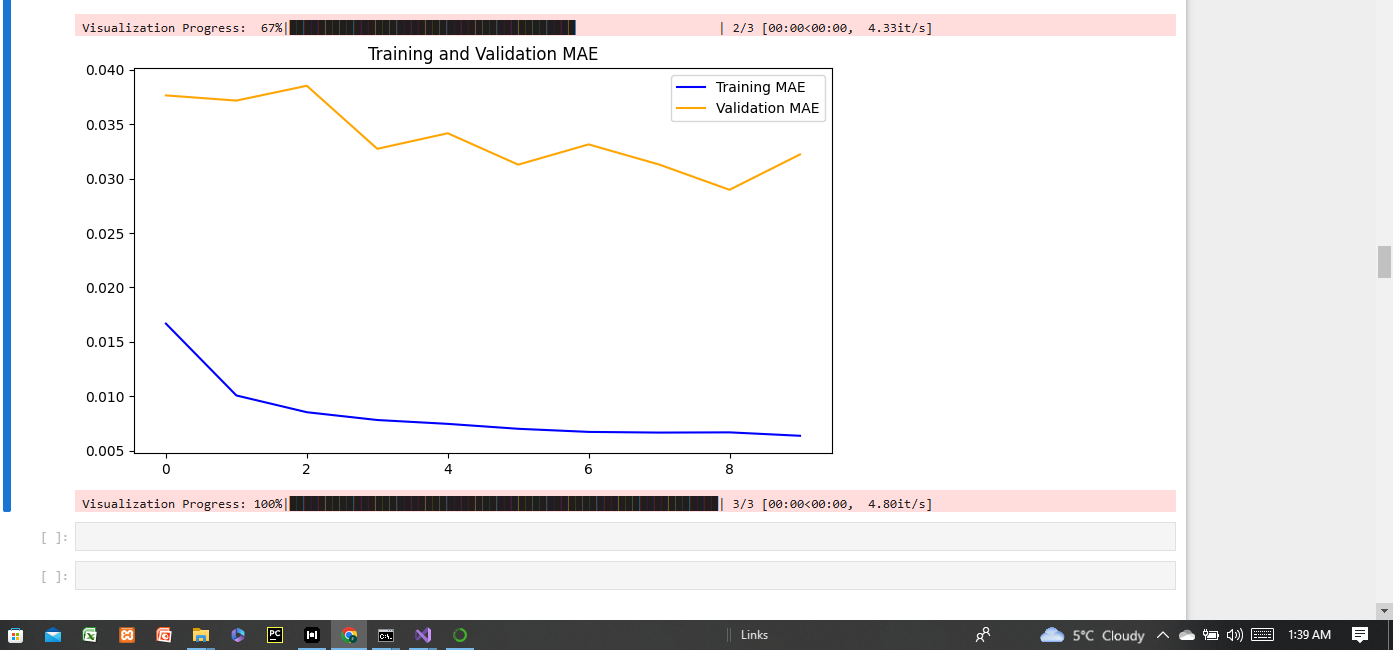 Visualization Progress: 67%| | 2/3 [00:00<00:00, 4.33it/s]
Training and Validation MAE
Training MAE
Validation MAE
0.040
0.035
0.030
0.025
0.020
0.015
0.010
0.005
0 2 4 6 8
Visualization Progress: 100%| | 3/3 [00:00<00:00, 4.80it/s]
[ ]:
[ ]:
PC
C:\.
Links
5°C Cloudy
1:39 AM